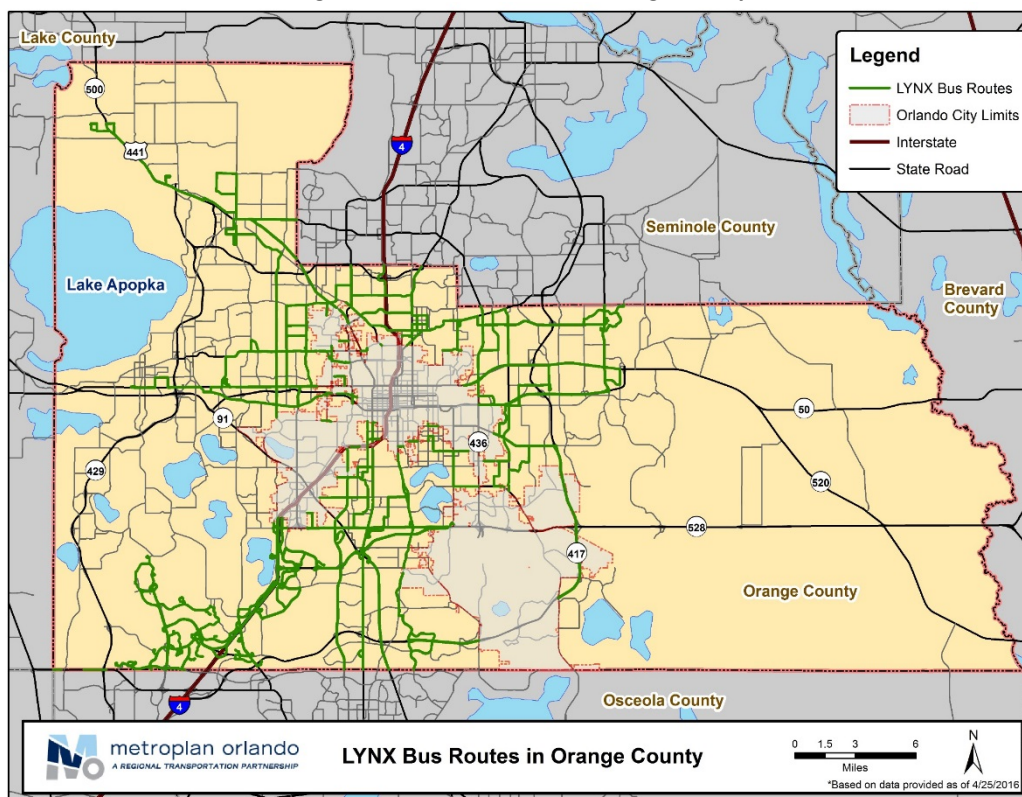 Lake County
500
441
4
Lake Apopka
Seminole County
Brevard
County
91
429
436
50
520
528
417
Orange County
4
Osceola County
Legend
LYNX Bus Routes
Orlando City Limits
Interstate
State Road
metroplan orlando
A REGIONAL TRANSPORTATION PARTNERSHIP
LYNX Bus Routes in Orange County
0 1.5 3 6
Miles
N
*Based on data provided as of 4/25/2016